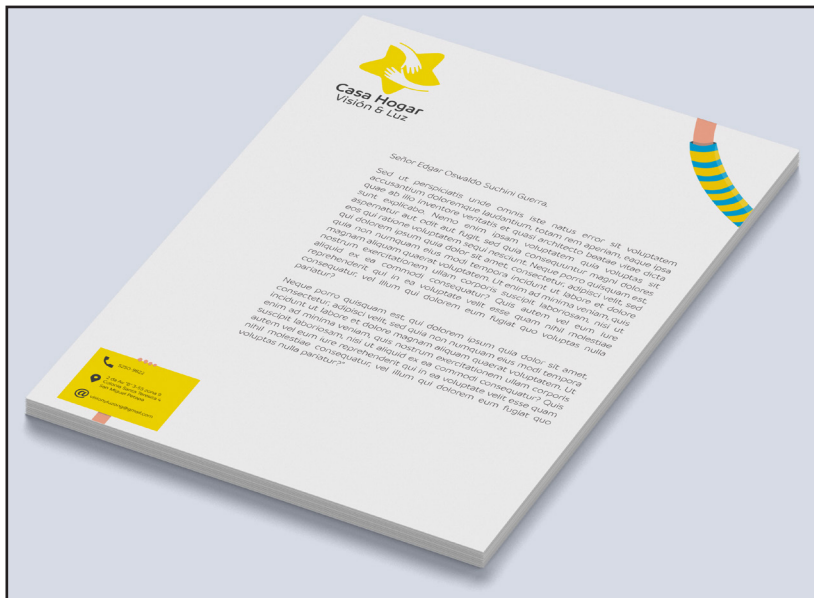 Casa Hogar
Visión & Luz
Señor Edgar Oswaldo Suchini Guerra,
Sed ut perspiciatis unde omnis iste natus error sit voluptatem
accusantium doloremque laudantium, totam rem aperiam, eaque ipsa
quae ab illo inventore veritatis et quasi architecto beatae vitae dicta
sunt explicabo. Nemo enim ipsam voluptatem quia voluptas sit
aspernatur aut odit aut fugit, sed quia consequuntur magni dolores
eos qui ratione voluptatem sequi nesciunt. Neque porro quisquam est,
qui dolorem ipsum quia dolor sit amet, consectetur, adipisci velit, sed
quia non numquam eius modi tempora incidunt ut labore et dolore
magnam aliquam quaerat voluptatem. Ut enim ad minima veniam, quis
nostrum exercitationem ullam corporis suscipit laboriosam, nisi ut
aliquid ex ea commodi consequatur? Quis autem vel eum iure
reprehenderit qui in ea voluptate velit esse quam nihil molestiae
consequatur, vel illum qui dolorem eum fugiat quo voluptas nulla
pariatur?
Neque porro quisquam est, qui dolorem ipsum quia dolor sit amet,
consectetur, adipisci velit, sed quia non numquam eius modi tempora
incidunt ut labore et dolore magnam aliquam quaerat voluptatem. Ut
enim ad minima veniam, quis nostrum exercitationem ullam corporis
suscipit laboriosam, nisi ut aliquid ex ea commodi consequatur? Quis
autem vel eum iure reprehenderit qui in ea voluptate velit esse quam
nihil molestiae consequatur, vel illum qui dolorem eum fugiat quo
voluptas nulla pariatur?"
San Miguel Petapa
@